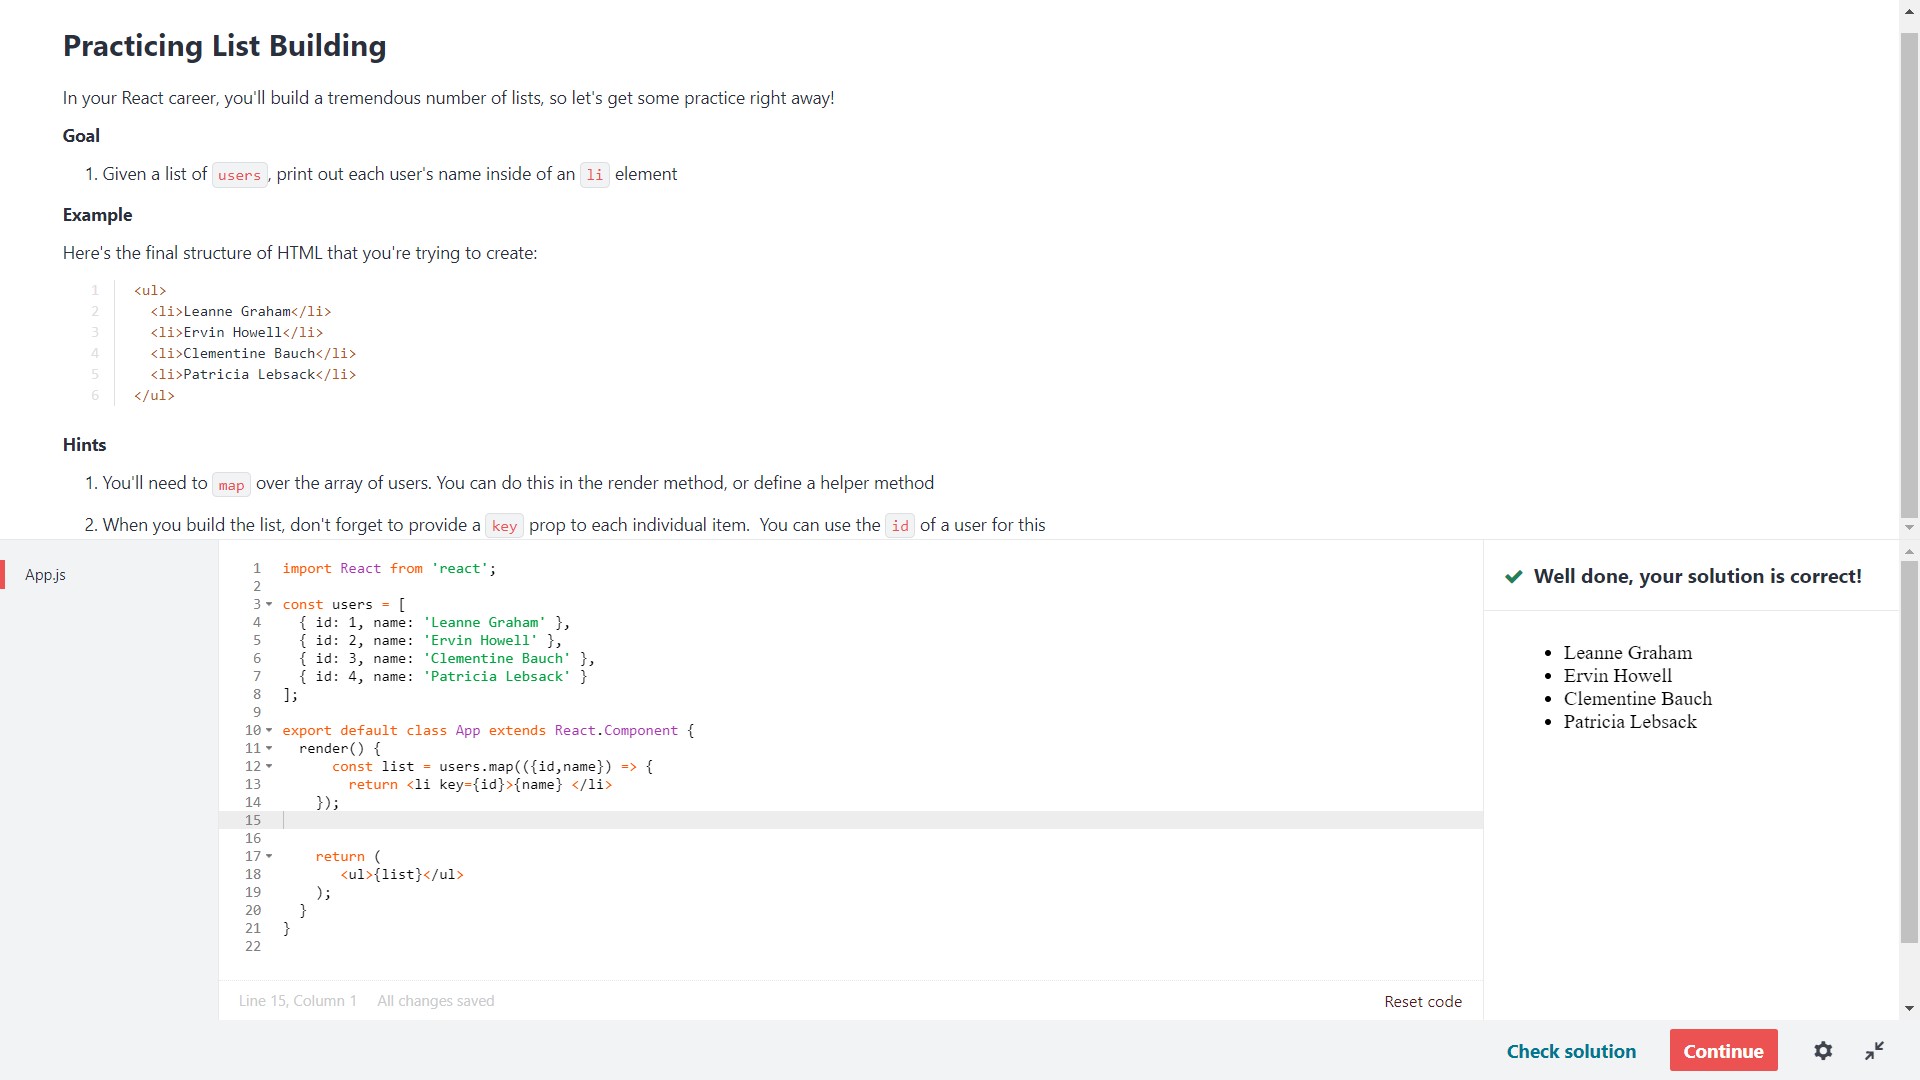 Practicing List Building
In your React career, you'll build a tremendous number of lists, so let's get some practice right away!
Goal
1. Given a list of users, print out each user's name inside of an li element
Example
Here's the final structure of HTML that you're trying to create:
1 <ul>
2   <li>Leanne Graham</li>
3   <li>Ervin Howell</li>
4   <li>Clementine Bauch</li>
5   <li>Patricia Lebsack</li>
6 </ul>
Hints
1. You'll need to map over the array of users. You can do this in the render method, or define a helper method
2. When you build the list, don't forget to provide a key prop to each individual item.  You can use the id of a user for this
App.js
1 import React from 'react';
2
3 const users = [
4   { id: 1, name: 'Leanne Graham' },
5   { id: 2, name: 'Ervin Howell' },
6   { id: 3, name: 'Clementine Bauch' },
7   { id: 4, name: 'Patricia Lebsack' }
8 ];
9
10 export default class App extends React.Component {
11   render() {
12       const list = users.map(({id,name}) => {
13         return <li key={id}>{name} </li>
14     });
15
16
17     return (
18        <ul>{list}</ul>
19     );
20   }
21 }
22
Line 15, Column 1 All changes saved
Reset code
Well done, your solution is correct!
• Leanne Graham
• Ervin Howell
• Clementine Bauch
• Patricia Lebsack
Check solution
Continue